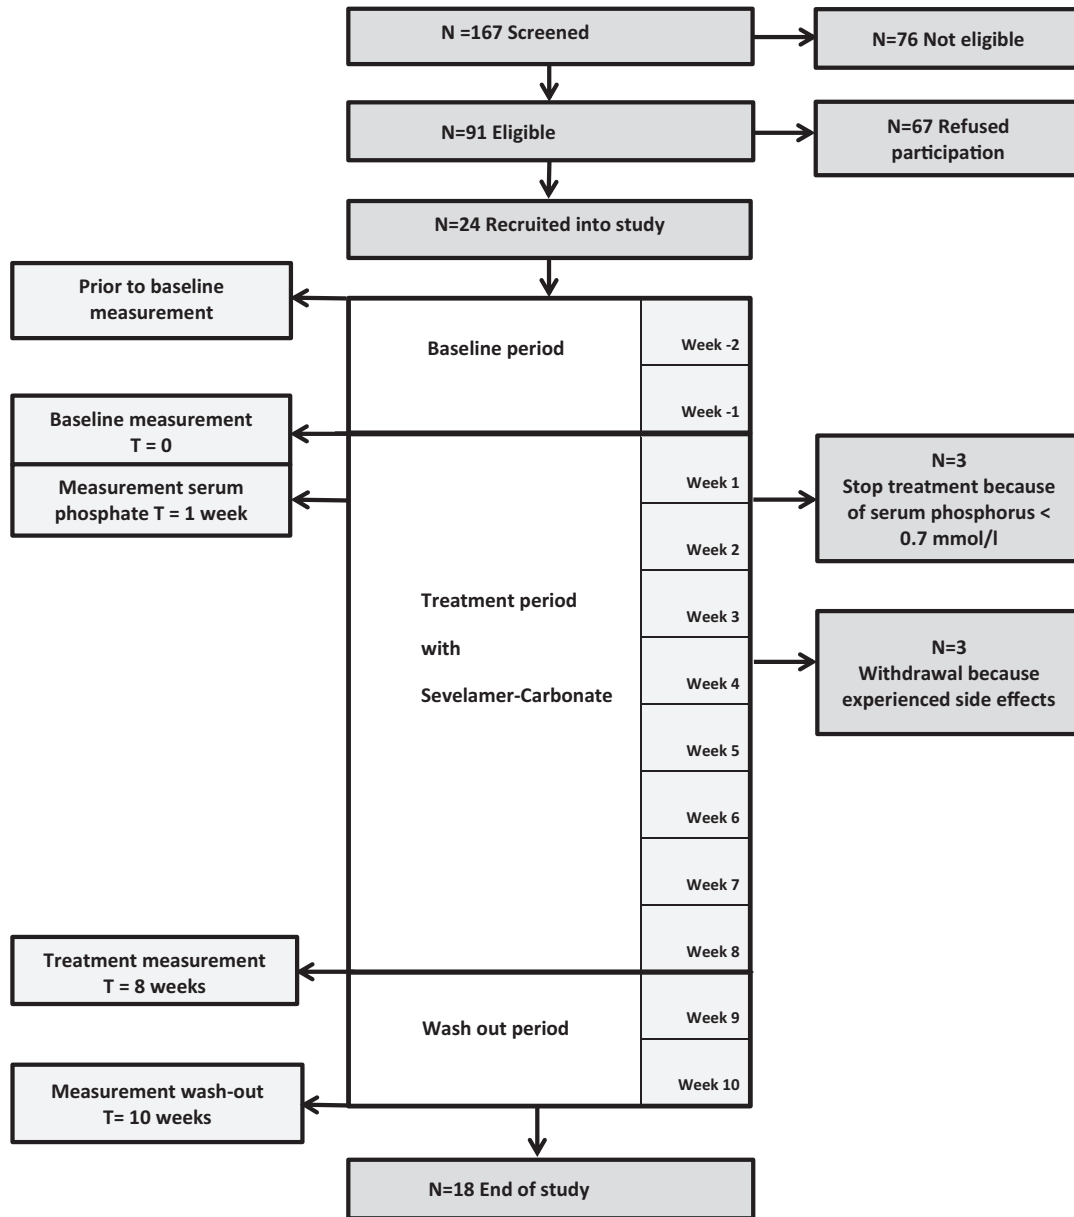 N =167 Screened
N=76 Not eligible
N=91 Eligible
N=67 Refused
participation
N=24 Recruited into study
Prior to baseline
measurement
Baseline period
Week -2
Week -1
Baseline measurement
T = 0
Measurement serum
phosphate T = 1 week
Treatment period
with
Sevelamer-Carbonate
Week 1
Week 2
Week 3
Week 4
Week 5
Week 6
Week 7
Week 8
N=3
Stop treatment because
of serum phosphorus <
0.7 mmol/l
N=3
Withdrawal because
experienced side effects
Treatment measurement
T = 8 weeks
Wash out period
Week 9
Week 10
Measurement wash-out
T= 10 weeks
N=18 End of study